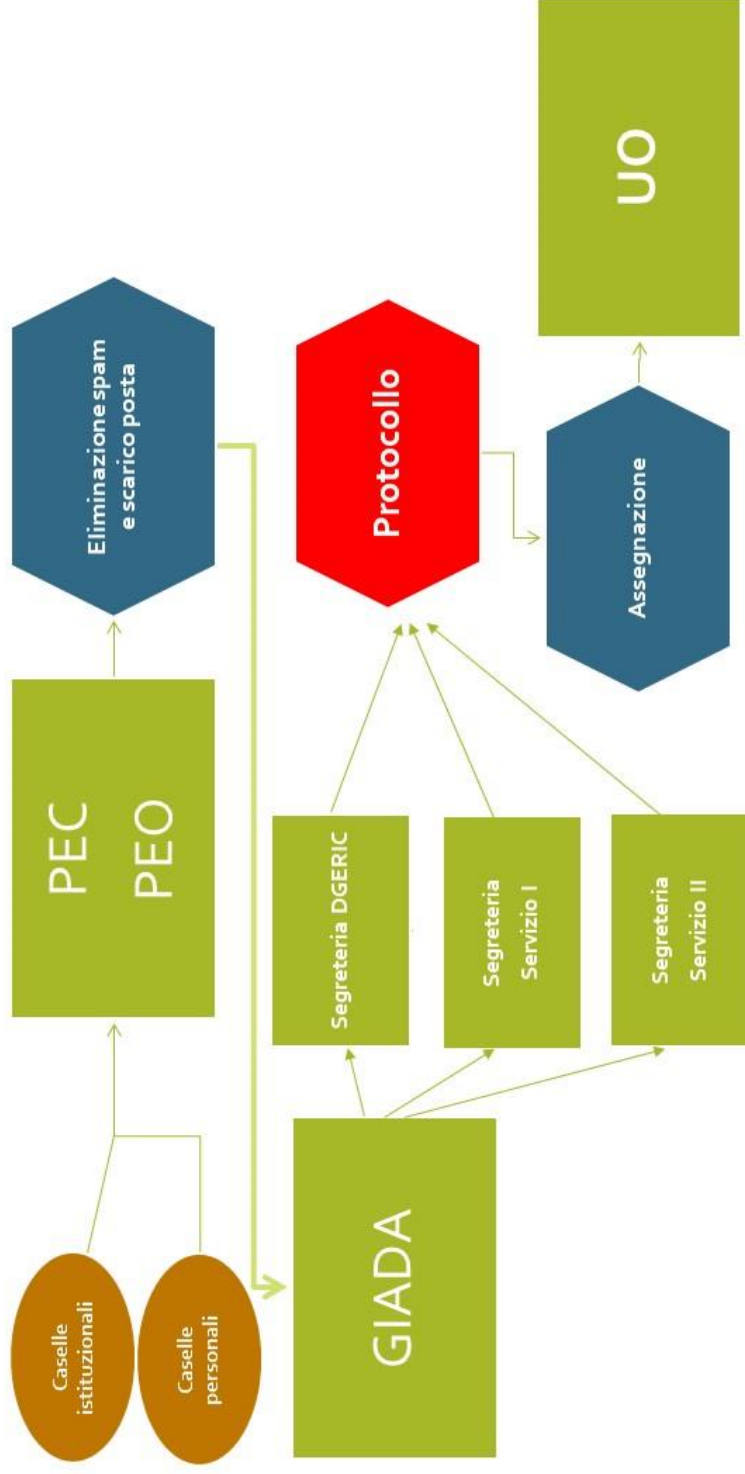 Caselle
istituzionali
Caselle
personali
PEC
PEO
Eliminazione spam
e scarico posta
GIADA
Segreteria DGERIC
Segreteria
Servizio I
Segreteria
Servizio II
Protocollo
Assegnazione
UO